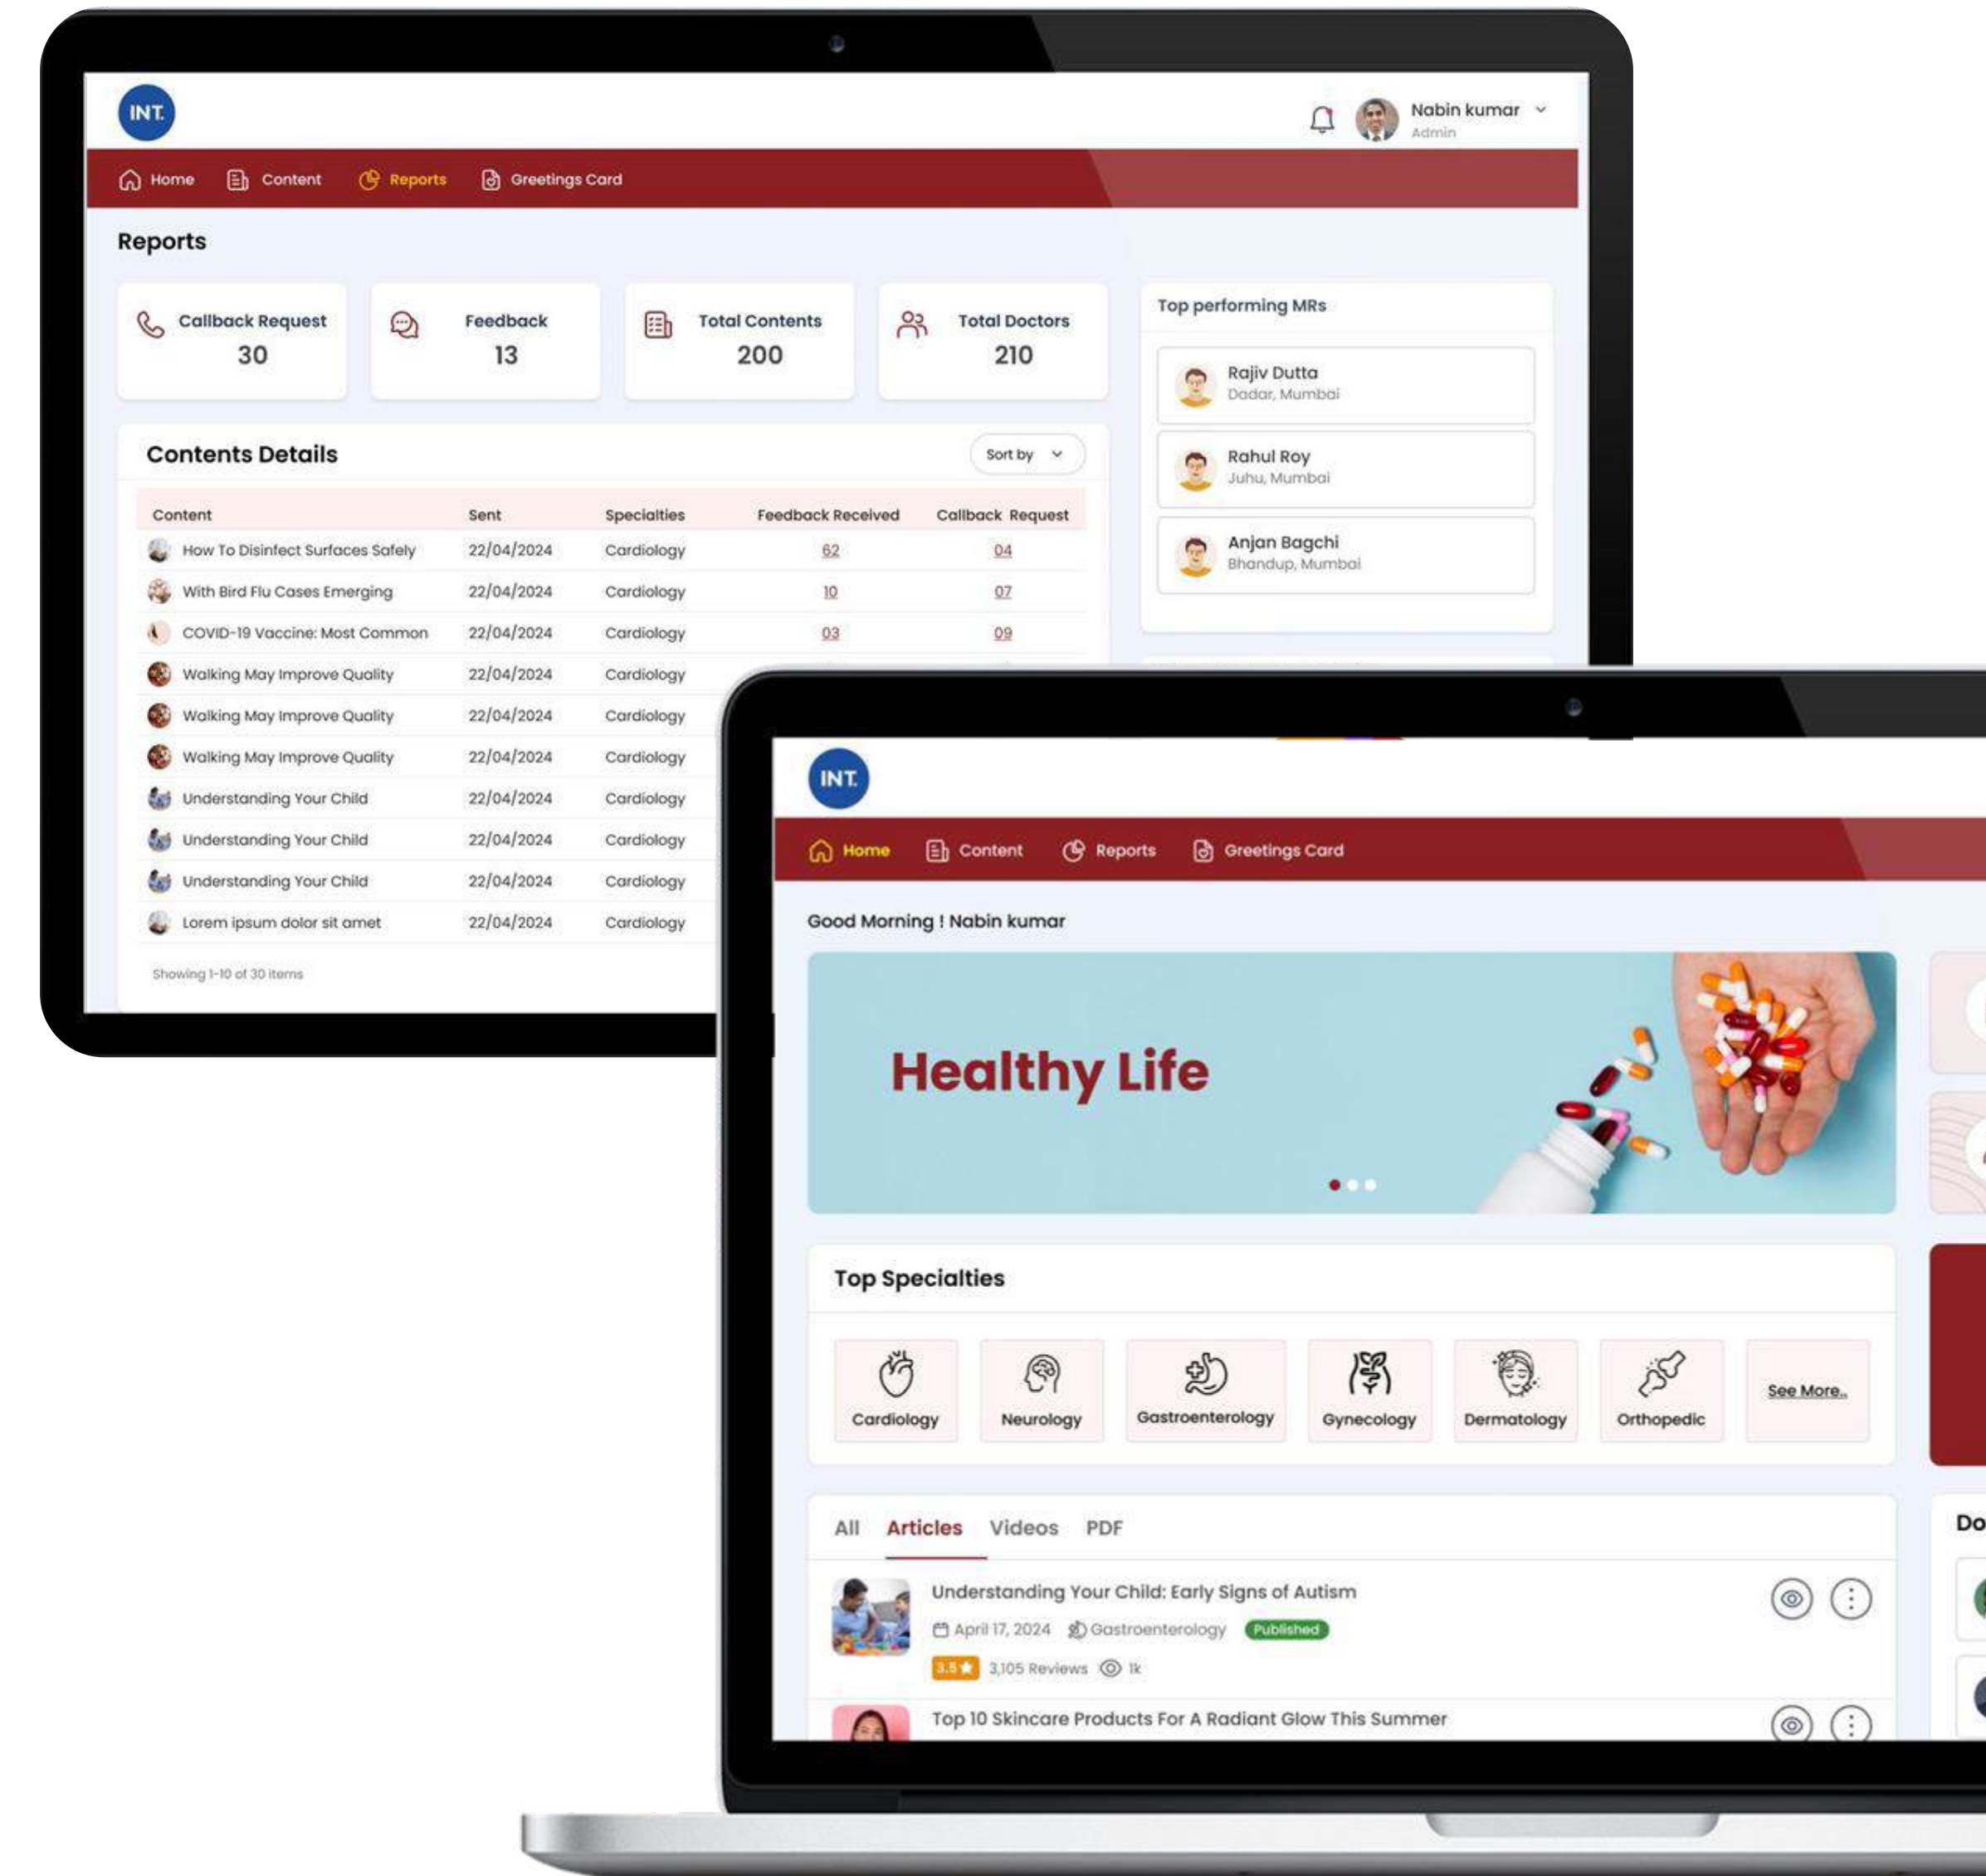 INT.
Nabin kumar
Admin
Home Content Reports Greetings Card
Reports
Callback Request
30
Feedback
13
Total Contents
200
Total Doctors
210
Top performing MRs
Rajiv Dutta
Dadar, Mumbai
Rahul Roy
Juhu, Mumbai
Anjan Bagchi
Bhandup, Mumbai
Contents Details
Sort by
Content Sent Specialties Feedback Received Callback Request
How To Disinfect Surfaces Safely 22/04/2024 Cardiology 62 04
With Bird Flu Cases Emerging 22/04/2024 Cardiology 10 07
COVID-19 Vaccine: Most Common 22/04/2024 Cardiology 03 09
Walking May Improve Quality 22/04/2024 Cardiology
Walking May Improve Quality 22/04/2024 Cardiology
Walking May Improve Quality 22/04/2024 Cardiology
Understanding Your Child 22/04/2024 Cardiology
Understanding Your Child 22/04/2024 Cardiology
Understanding Your Child 22/04/2024 Cardiology
Lorem ipsum dolor sit amet 22/04/2024 Cardiology
Showing 1-10 of 30 items
INT.
Home Content Reports Greetings Card
Good Morning ! Nabin kumar
Healthy Life
Top Specialties
Cardiology
Neurology
Gastroenterology
Gynecology
Dermatology
Orthopedic
See More..
All Articles Videos PDF
Understanding Your Child: Early Signs of Autism
April 17, 2024 Gastroenterology Published
3.5 3,105 Reviews 1k
Top 10 Skincare Products For A Radiant Glow This Summer